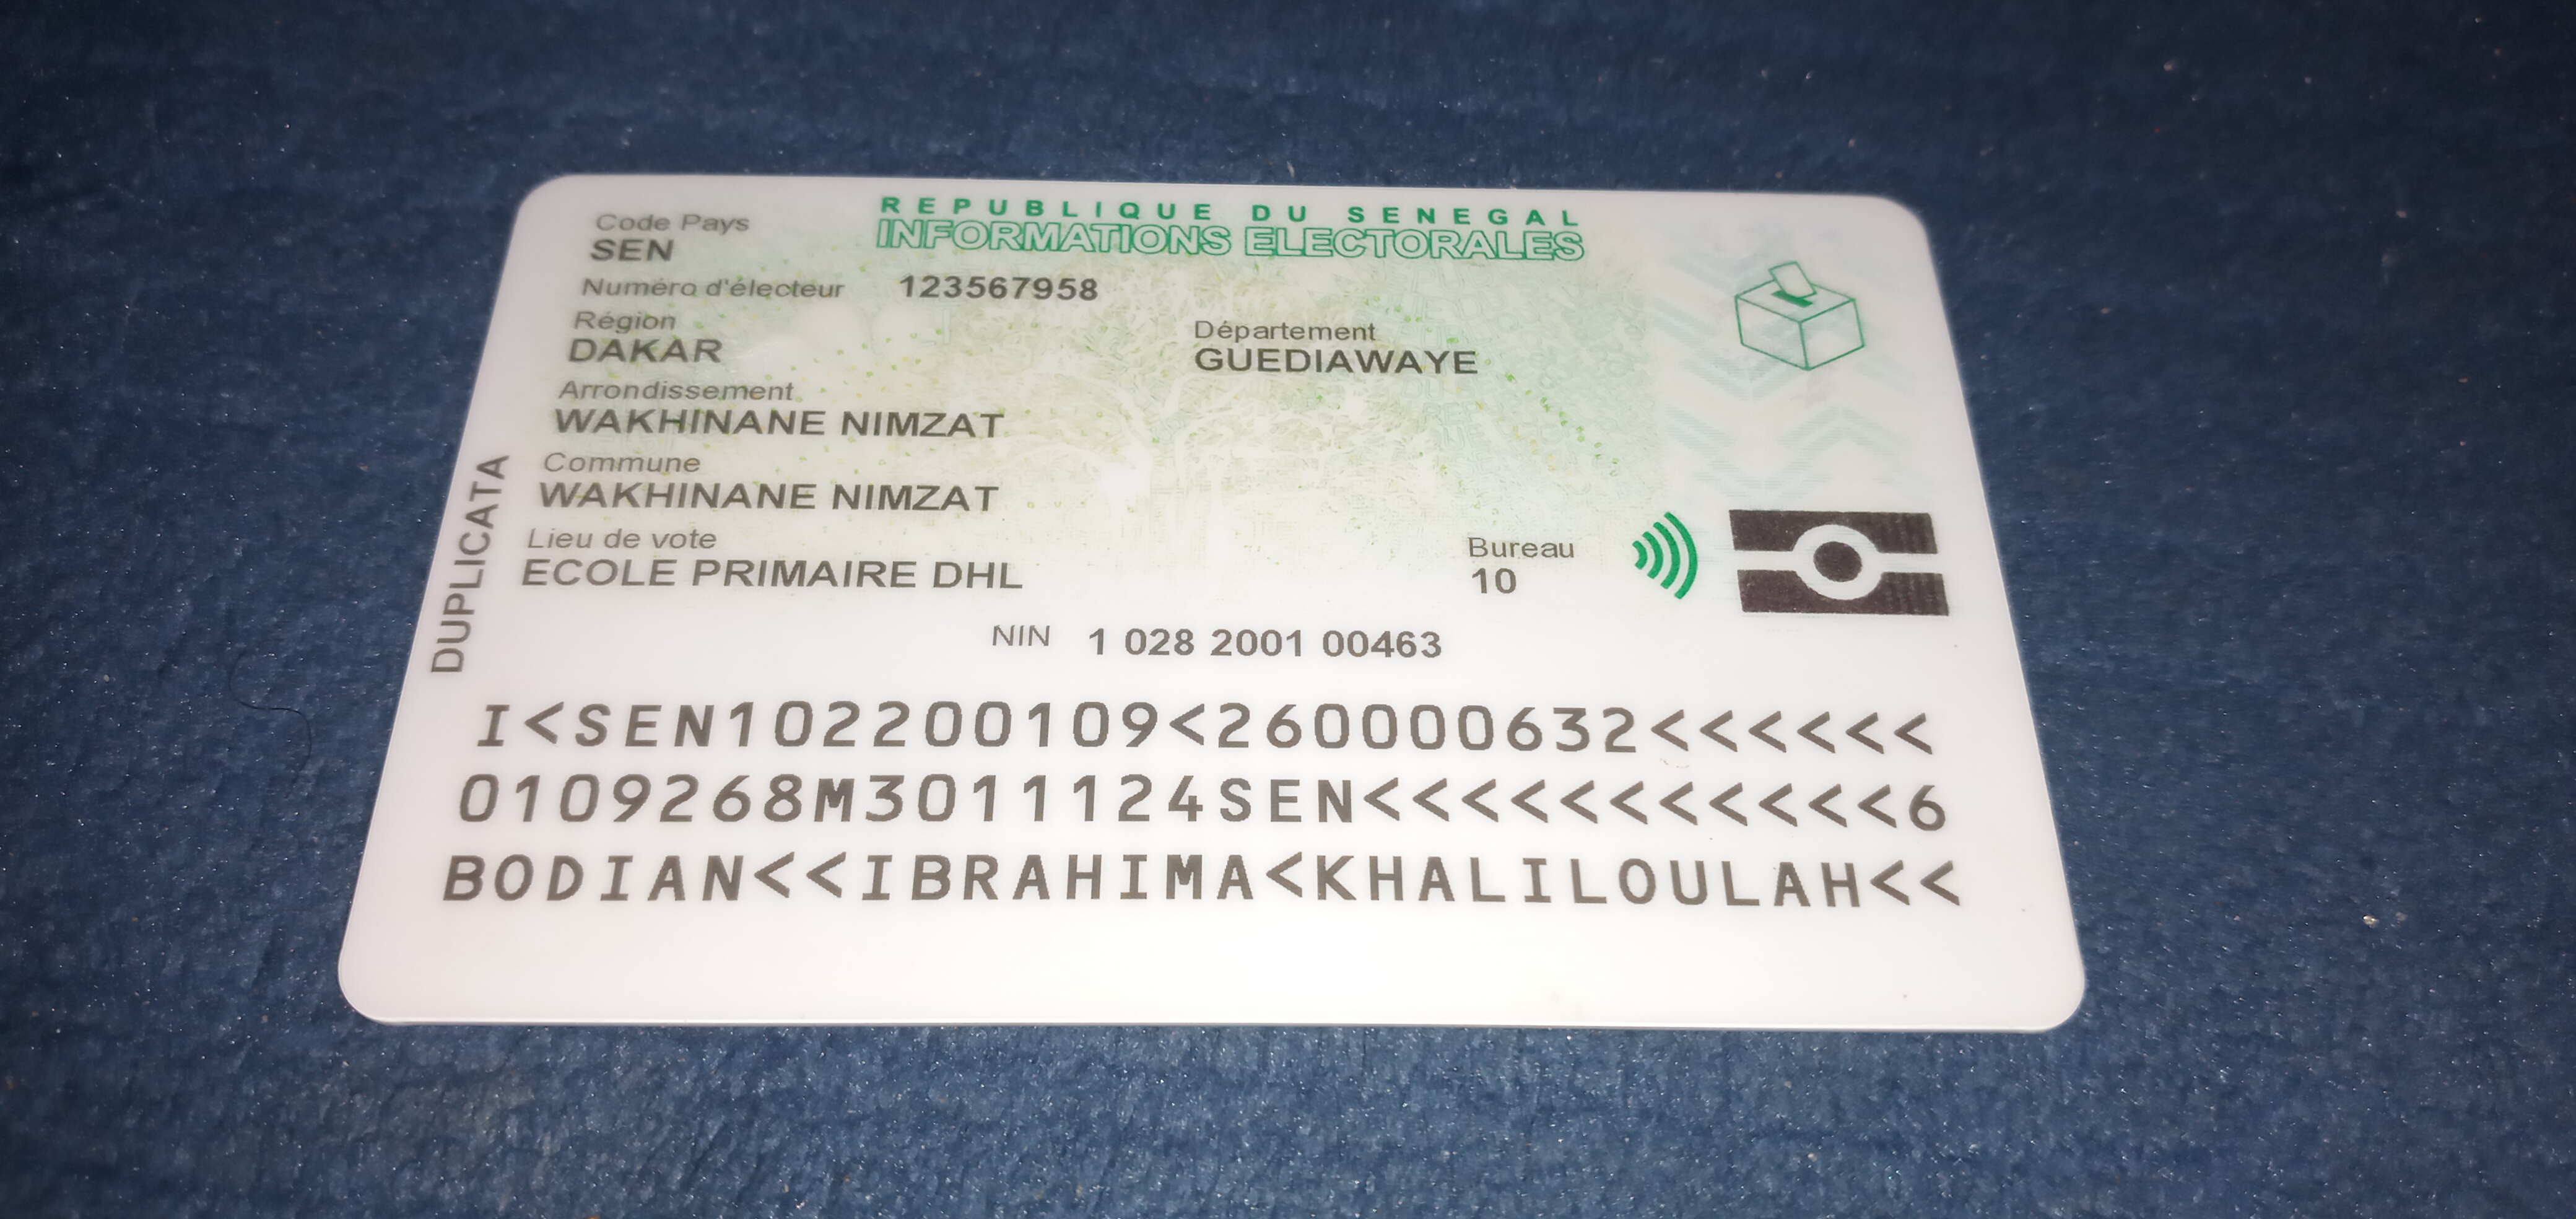 REPUBLIQUE DU SENEGAL
INFORMATIONS ELECTORALES
Code Pays
SEN
Numéro d'électeur 123567958
Région
DAKAR
Département
GUEDIAWAYE
Arrondissement
WAKHINANE NIMZAT
Commune
WAKHINANE NIMZAT
Lieu de vote
ECOLE PRIMAIRE DHL
Bureau
10
DUPLICATA
NIN 1 028 2001 00463
I<SEN102200109<260000632<<<<<<
0109268M3011124SEN<<<<<<<<<<<6
BODIAN<<IBRAHIMA<KHALILOULAH<<